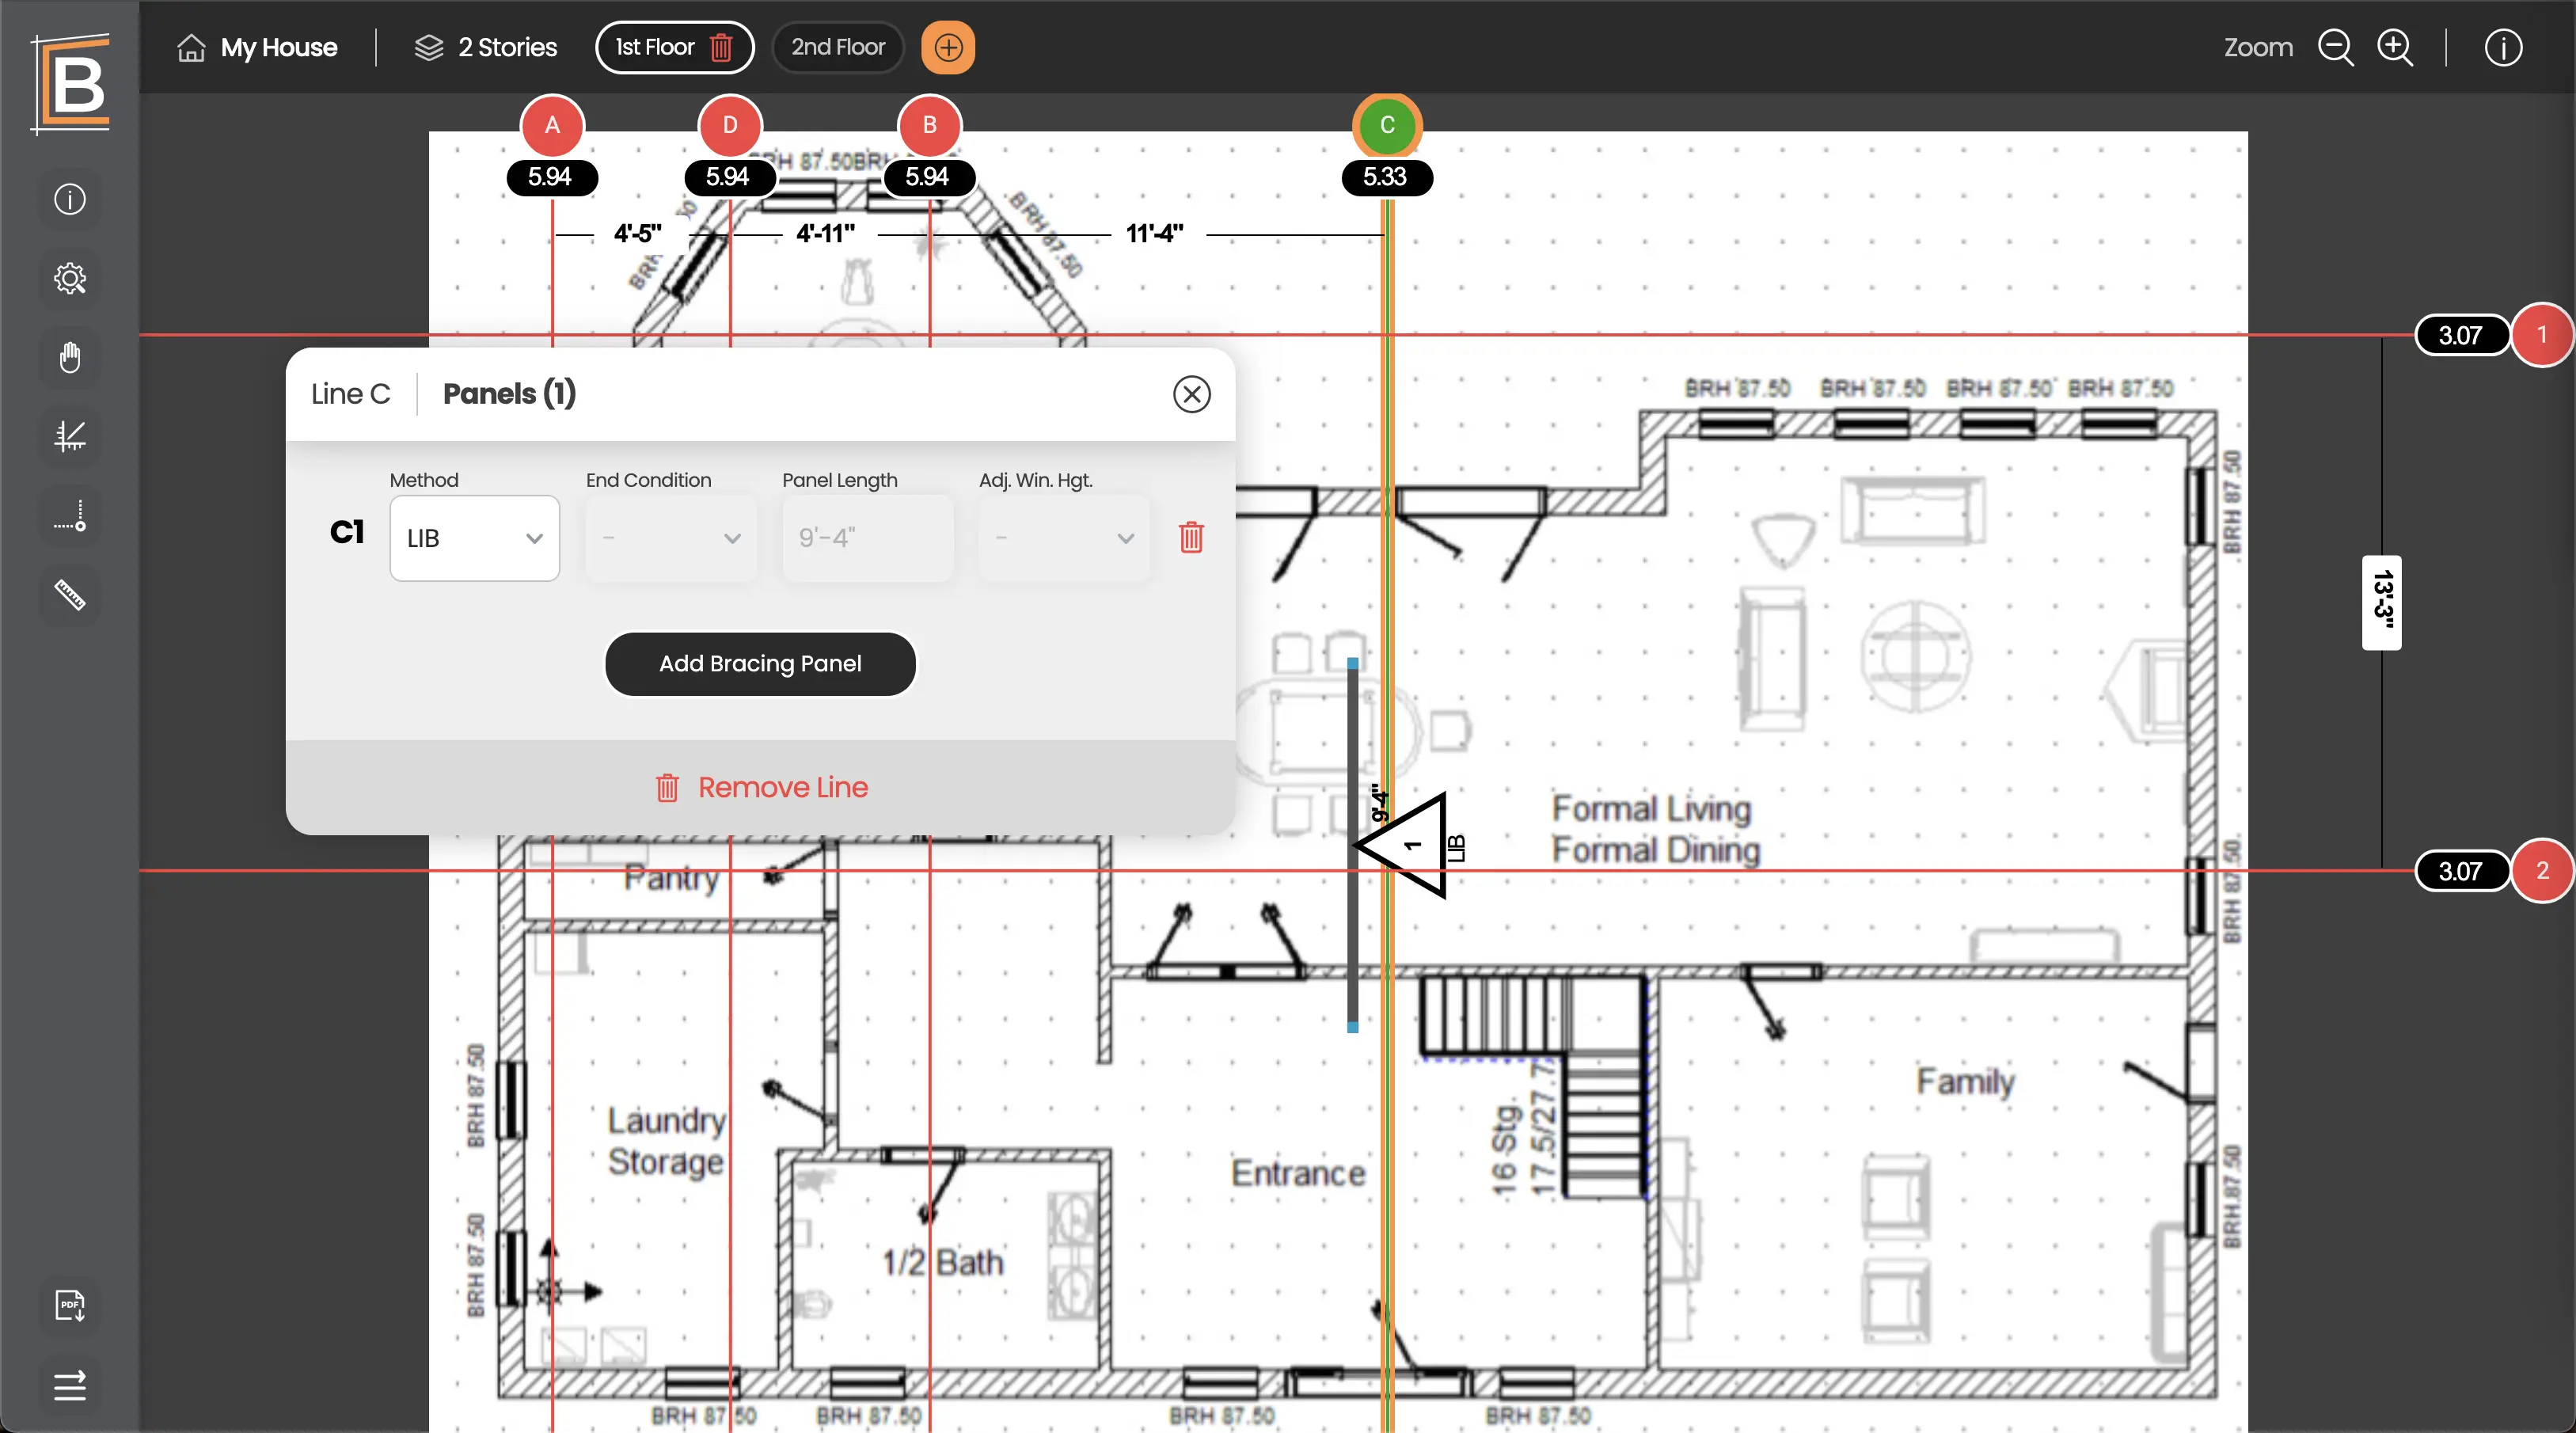 B
My House
2 Stories
1st Floor
2nd Floor
Zoom
A
D
B
C
5.94
5.94
5.94
5.33
BRH 87.50
4'-5"
4'-11"
11'-4"
BRH 87.50
3.07
1
Line C
Panels (1)
Method
End Condition
Panel Length
Adj. Win. Hgt.
C1
LIB
-
9'-4"
-
Add Bracing Panel
Remove Line
BRH 87.50
BRH 87.50
BRH 87.50
BRH 87.50
BRH 87.50
13'-3"
9'-4"
1
LIB
Formal Living
Formal Dining
3.07
2
Pantry
BRH 87.50
Laundry
Storage
Entrance
16 Stg.
17.5/27.7
Family
1/2 Bath
BRH 87.50
BRH 87.50
BRH 87.50
BRH 87.50
BRH 87.50
BRH 87.50
BRH 87.50
PDF